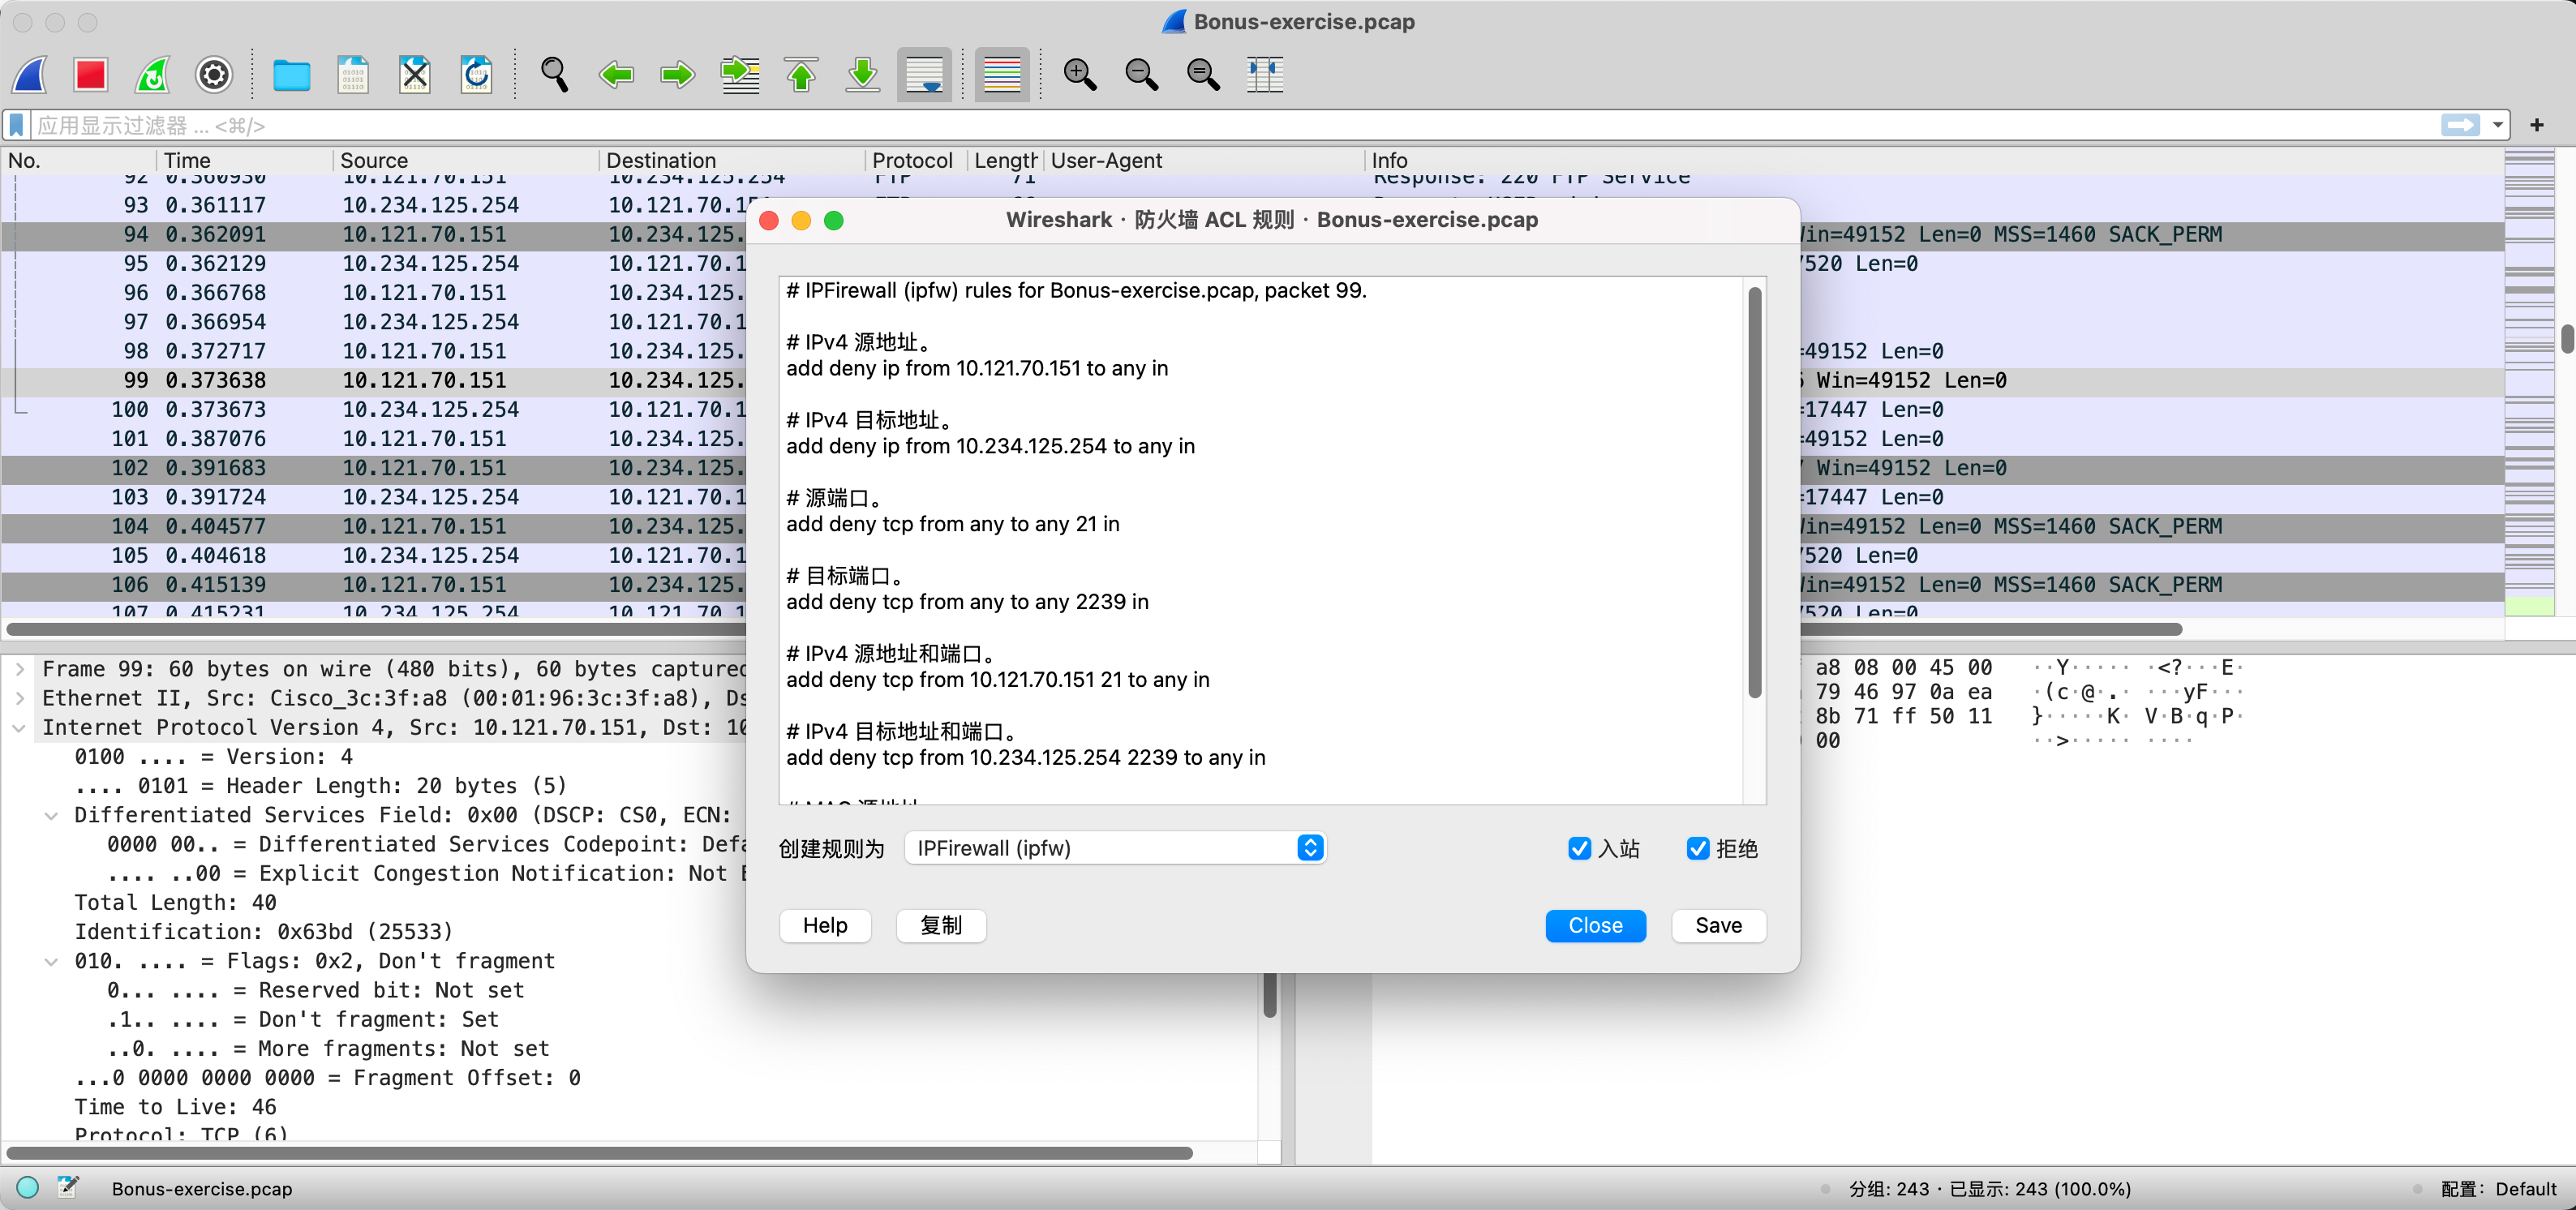 Bonus-exercise.pcap
应用显示过滤器 ... <⌘/>
No. Time Source Destination Protocol Length User-Agent Info
92 0.360930 10.121.70.151 10.234.125.254 FTP 71 Response: 220 FTP Service
93 0.361117 10.234.125.254 10.121.70.151
94 0.362091 10.121.70.151 10.234.125. Win=49152 Len=0 MSS=1460 SACK_PERM
95 0.362129 10.234.125.254 10.121.70.1 7520 Len=0
96 0.366768 10.121.70.151 10.234.125.
97 0.366954 10.234.125.254 10.121.70.1
98 0.372717 10.121.70.151 10.234.125. =49152 Len=0
99 0.373638 10.121.70.151 10.234.125. Win=49152 Len=0
100 0.373673 10.234.125.254 10.121.70.1 =17447 Len=0
101 0.387076 10.121.70.151 10.234.125. =49152 Len=0
102 0.391683 10.121.70.151 10.234.125. Win=49152 Len=0
103 0.391724 10.234.125.254 10.121.70.1 =17447 Len=0
104 0.404577 10.121.70.151 10.234.125. Win=49152 Len=0 MSS=1460 SACK_PERM
105 0.404618 10.234.125.254 10.121.70.1 7520 Len=0
106 0.415139 10.121.70.151 10.234.125. Win=49152 Len=0 MSS=1460 SACK_PERM
107 0.415231 10.234.125.254 10.121.70.1 7520 Len=0
Wireshark · 防火墙 ACL 规则 · Bonus-exercise.pcap
# IPFirewall (ipfw) rules for Bonus-exercise.pcap, packet 99.
# IPv4 源地址。
add deny ip from 10.121.70.151 to any in
# IPv4 目标地址。
add deny ip from 10.234.125.254 to any in
# 源端口。
add deny tcp from any to any 21 in
# 目标端口。
add deny tcp from any to any 2239 in
# IPv4 源地址和端口。
add deny tcp from 10.121.70.151 21 to any in
# IPv4 目标地址和端口。
add deny tcp from 10.234.125.254 2239 to any in
# MAC 源地址
创建规则为 IPFirewall (ipfw) 入站 拒绝
Help 复制 Close Save
Frame 99: 60 bytes on wire (480 bits), 60 bytes captured
Ethernet II, Src: Cisco_3c:3f:a8 (00:01:96:3c:3f:a8), Ds
Internet Protocol Version 4, Src: 10.121.70.151, Dst: 10
0100 .... = Version: 4
.... 0101 = Header Length: 20 bytes (5)
Differentiated Services Field: 0x00 (DSCP: CS0, ECN:
0000 00.. = Differentiated Services Codepoint: Defa
.... ..00 = Explicit Congestion Notification: Not E
Total Length: 40
Identification: 0x63bd (25533)
010. .... = Flags: 0x2, Don't fragment
0... .... = Reserved bit: Not set
.1.. .... = Don't fragment: Set
..0. .... = More fragments: Not set
...0 0000 0000 0000 = Fragment Offset: 0
Time to Live: 46
Protocol: TCP (6)
a8 08 00 45 00 ··Y····· ·<?···E·
79 46 97 0a ea ·(c·@·.· ···yF···
8b 71 ff 50 11 }·····K· V·B·q·P·
00 ··>····· ····
Bonus-exercise.pcap
分组: 243 · 已显示: 243 (100.0%)
配置: Default